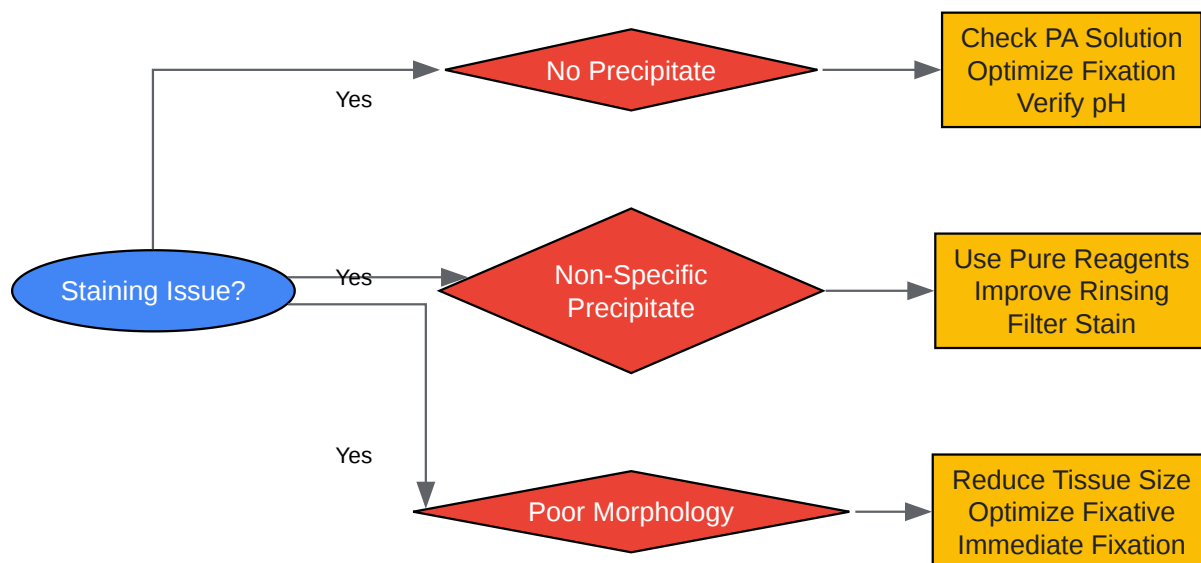 No Precipitate
Yes
Check PA Solution
Optimize Fixation
Verify pH
Staining Issue?
Yes
Non-Specific
Precipitate
Use Pure Reagents
Improve Rinsing
Filter Stain
Yes
Poor Morphology
Reduce Tissue Size
Optimize Fixative
Immediate Fixation